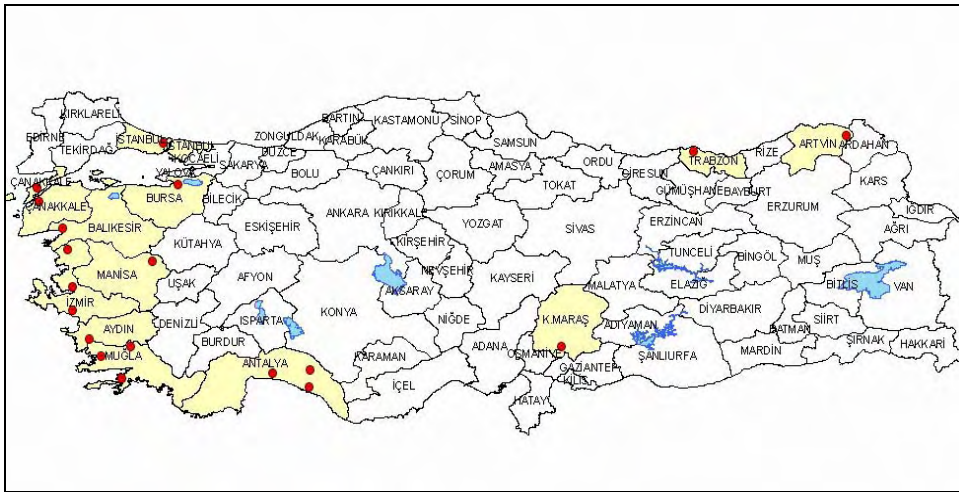 KIRKLARELİ
EDİRNE
TEKİRDAĞ
İSTANBUL
İSTANBUL
KOCAELİ
YALOVA
SAKARYA
DÜZCE
ZONGULDAK
BARTIN
KARABÜK
KASTAMONU
SİNOP
SAMSUN
ORDU
GİRESUN
TRABZON
RİZE
ARTVİN
ARDAHAN
ÇANAKKALE
ÇANAKKALE
BALIKESİR
BURSA
BİLECİK
BOLU
ÇANKIRI
ÇORUM
AMASYA
TOKAT
GÜMÜŞHANE
BAYBURT
ERZURUM
KARS
IGDIR
AĞRI
KÜTAHYA
ESKİŞEHİR
ANKARA
KIRIKKALE
YOZGAT
SİVAS
ERZİNCAN
TUNCELİ
BİNGÖL
MUŞ
MANİSA
UŞAK
AFYON
KIRŞEHİR
NEVŞEHİR
KAYSERİ
MALATYA
ELAZIĞ
BİTLİS
VAN
İZMİR
AYDIN
DENİZLİ
ISPARTA
KONYA
AKSARAY
NİĞDE
K.MARAŞ
ADIYAMAN
DİYARBAKIR
BATMAN
SİİRT
ŞIRNAK
HAKKARİ
MUĞLA
BURDUR
ANTALYA
KARAMAN
İÇEL
ADANA
OSMANİYE
GAZİANTEP
KİLİS
HATAY
ŞANLIURFA
MARDİN